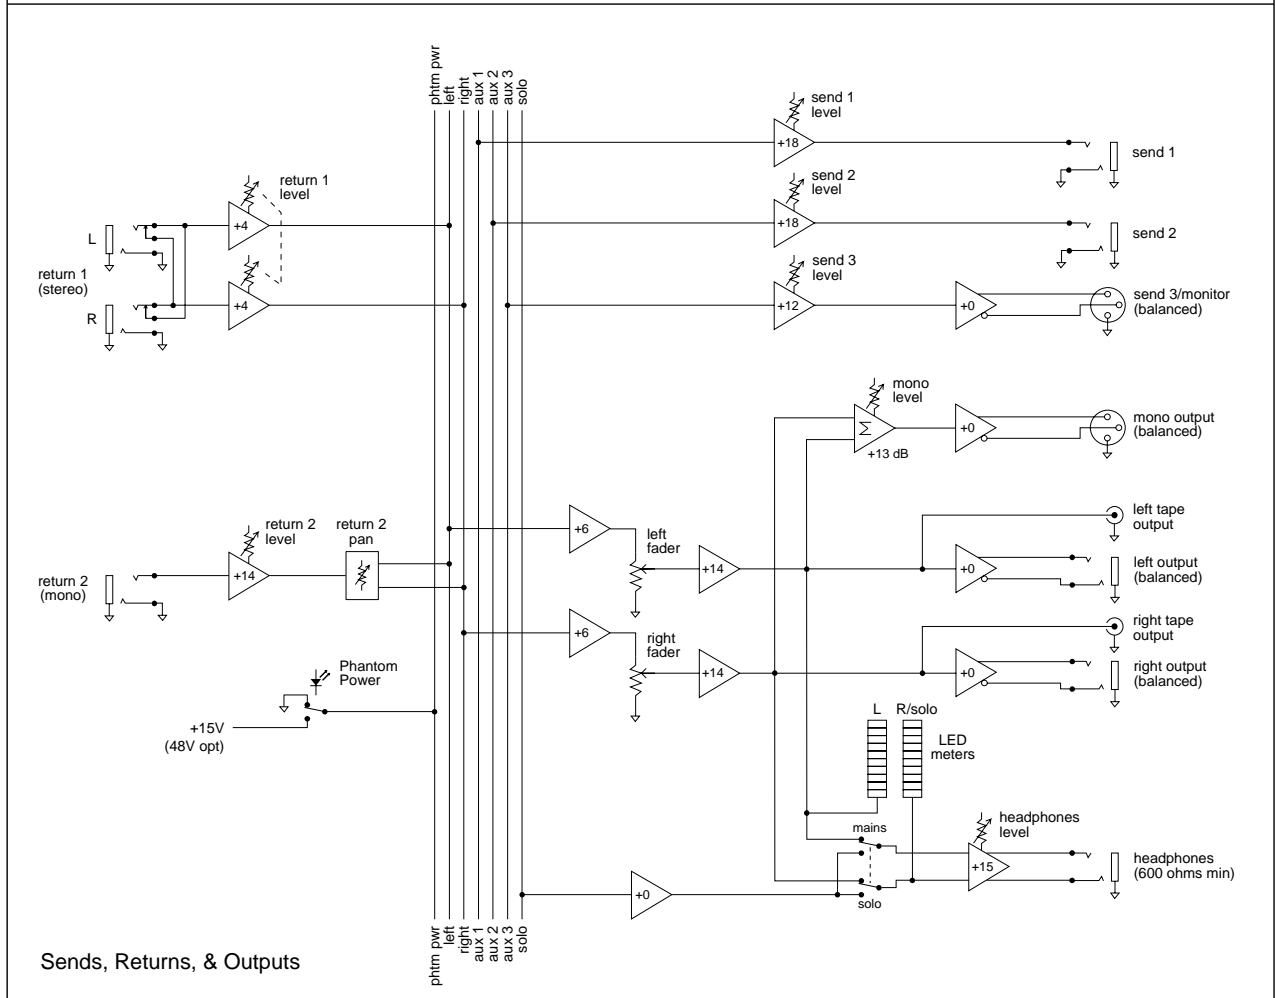 phtm pwr
left
right
aux 1
aux 2
aux 3
solo
send 1
level
+18
send 1
return 1
level
+4
send 2
level
+18
send 2
L
return 1
(stereo)
R
+4
send 3
level
+12
+0
send 3/monitor
(balanced)
mono
level
Σ
+13 dB
+0
mono output
(balanced)
return 2
level
+14
return 2
pan
return 2
(mono)
+6
left
fader
+14
left tape
output
+0
left output
(balanced)
+6
right
fader
+14
right tape
output
+0
right output
(balanced)
Phantom
Power
+15V
(48V opt)
L
R/solo
LED
meters
mains
solo
headphones
level
+15
headphones
(600 ohms min)
+0
phtm pwr
left
right
aux 1
aux 2
aux 3
solo
Sends, Returns, & Outputs